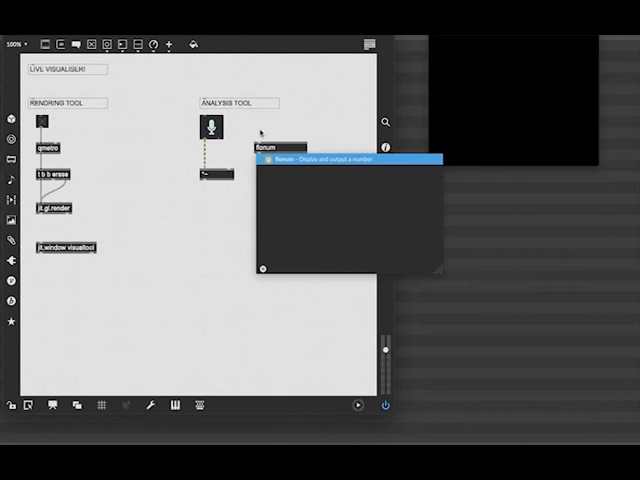 100%
LIVE VISUALISER!
RENDRING TOOL
ANALYSIS TOOL
qmetro
flonum
flonum - Display and output a number
t b b erase
*~
jit.gl.render
jit.window visualtool